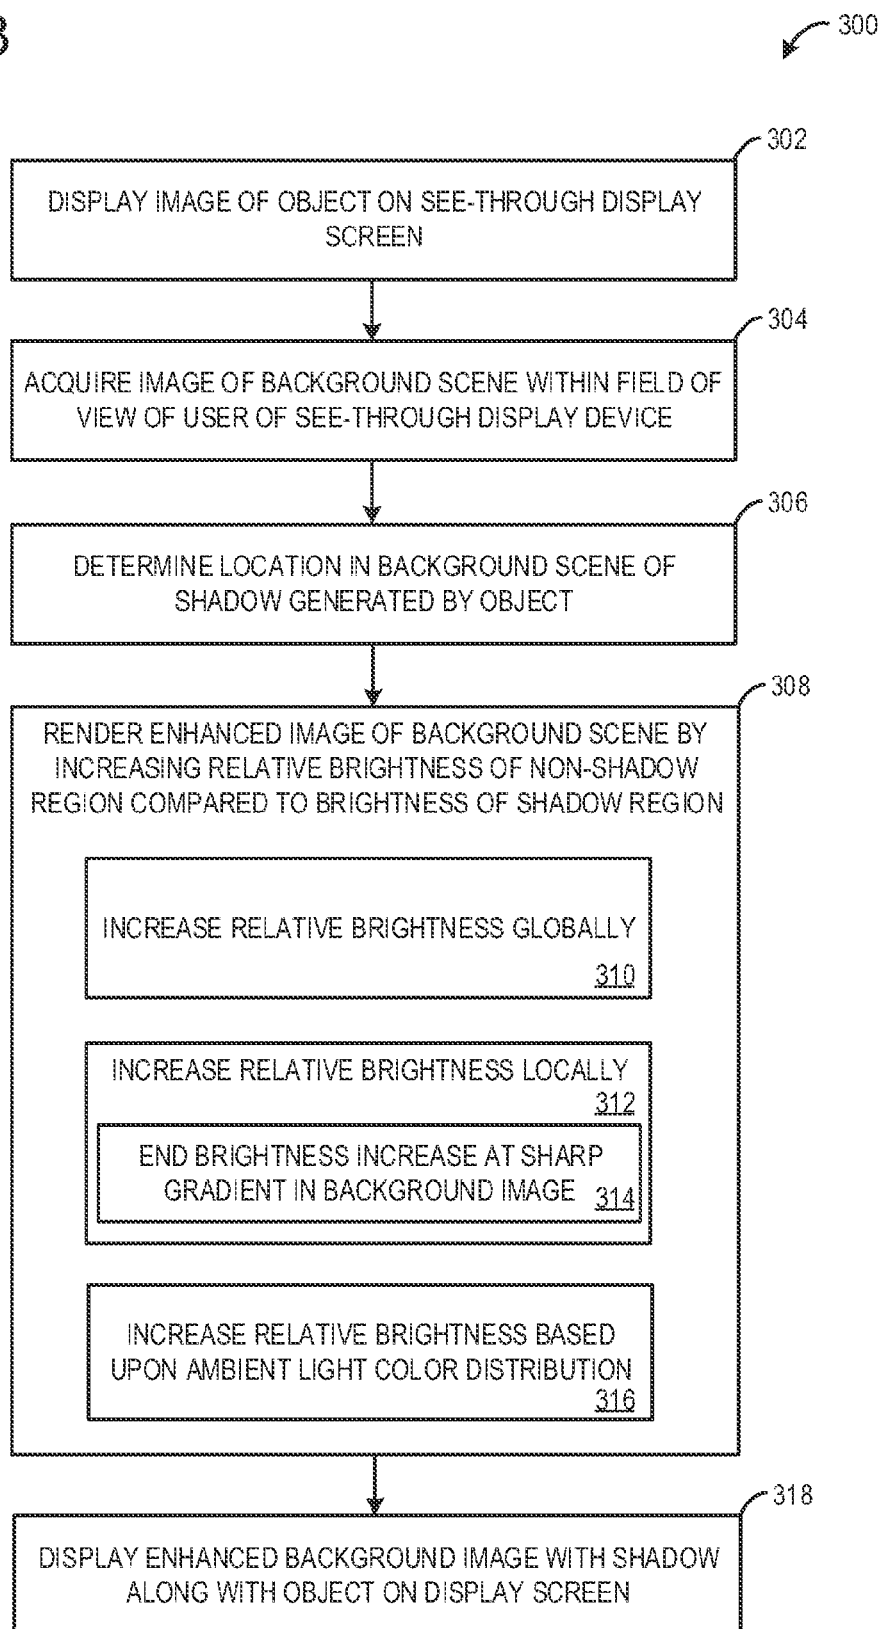 3
300
302
DISPLAY IMAGE OF OBJECT ON SEE-THROUGH DISPLAY
SCREEN
304
ACQUIRE IMAGE OF BACKGROUND SCENE WITHIN FIELD OF
VIEW OF USER OF SEE-THROUGH DISPLAY DEVICE
306
DETERMINE LOCATION IN BACKGROUND SCENE OF
SHADOW GENERATED BY OBJECT
308
RENDER ENHANCED IMAGE OF BACKGROUND SCENE BY
INCREASING RELATIVE BRIGHTNESS OF NON-SHADOW
REGION COMPARED TO BRIGHTNESS OF SHADOW REGION
INCREASE RELATIVE BRIGHTNESS GLOBALLY
310
INCREASE RELATIVE BRIGHTNESS LOCALLY
312
END BRIGHTNESS INCREASE AT SHARP
GRADIENT IN BACKGROUND IMAGE 314
INCREASE RELATIVE BRIGHTNESS BASED
UPON AMBIENT LIGHT COLOR DISTRIBUTION
316
318
DISPLAY ENHANCED BACKGROUND IMAGE WITH SHADOW
ALONG WITH OBJECT ON DISPLAY SCREEN